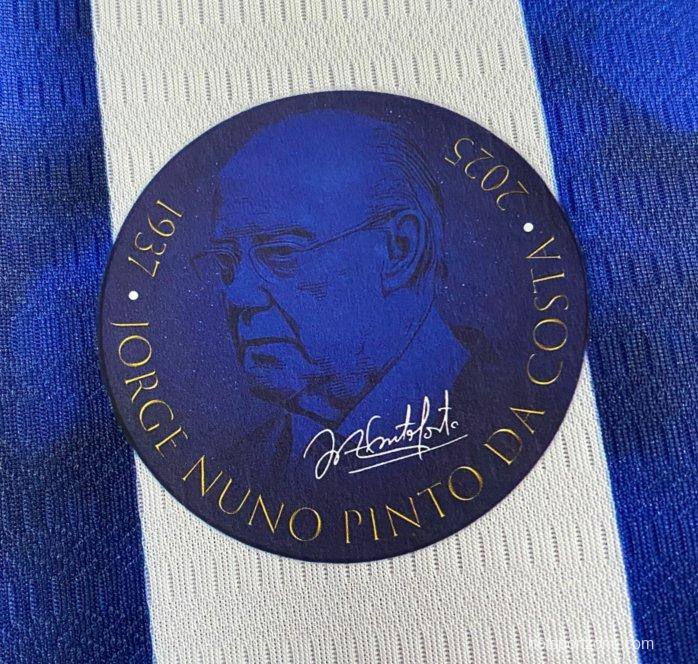 1937 • JORGE NUNO PINTO DA COSTA • 2025